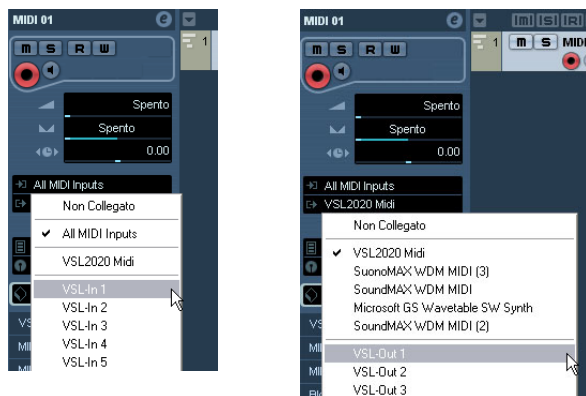 MIDI 01
m S R W
Spento
Spento
0.00
All MIDI Inputs
Non Collegato
✔ All MIDI Inputs
VSL2020 Midi
VSL-In 1
VSL-In 2
VSL-In 3
VSL-In 4
VSL-In 5
1
MIDI 01
m S R W
Spento
Spento
0.00
All MIDI Inputs
VSL2020 Midi
Non Collegato
✔ VSL2020 Midi
SuonoMAX WDM MIDI (3)
SoundMAX WDM MIDI
Microsoft GS Wavetable SW Synth
SoundMAX WDM MIDI (2)
VSL-Out 1
VSL-Out 2
VSL-Out 3
m S R
1 m S MIDI